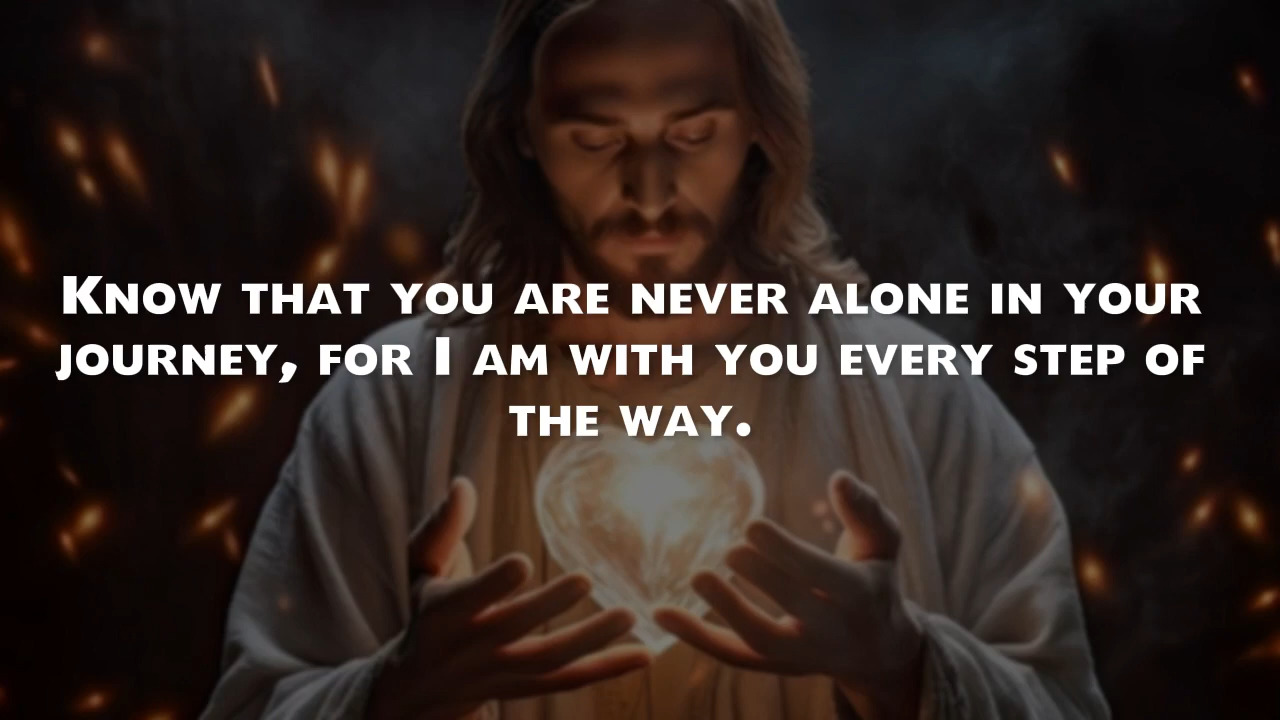 Know that you are never alone in your
journey, for I am with you every step of
the way.